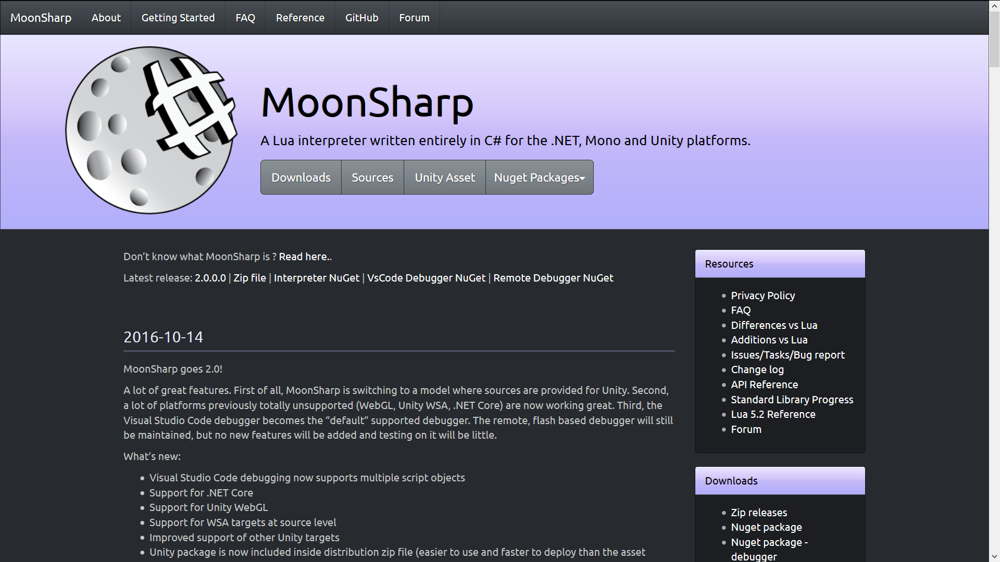 MoonSharp About Getting Started FAQ Reference GitHub Forum
#
MoonSharp
A Lua interpreter written entirely in C# for the .NET, Mono and Unity platforms.
Downloads Sources Unity Asset Nuget Packages
Don’t know what MoonSharp is ? Read here..
Latest release: 2.0.0.0 | Zip file | Interpreter NuGet | VsCode Debugger NuGet | Remote Debugger NuGet
2016-10-14
MoonSharp goes 2.0!
A lot of great features. First of all, MoonSharp is switching to a model where sources are provided for Unity. Second,
a lot of platforms previously totally unsupported (WebGL, Unity WSA, .NET Core) are now working great. Third, the
Visual Studio Code debugger becomes the “default” supported debugger. The remote, flash based debugger will still
be maintained, but no new features will be added and testing on it will be little.
What’s new:
• Visual Studio Code debugging now supports multiple script objects
• Support for .NET Core
• Support for Unity WebGL
• Support for WSA targets at source level
• Improved support of other Unity targets
• Unity package is now included inside distribution zip file (easier to use and faster to deploy than the asset
Resources
• Privacy Policy
• FAQ
• Differences vs Lua
• Additions vs Lua
• Issues/Tasks/Bug report
• Change log
• API Reference
• Standard Library Progress
• Lua 5.2 Reference
• Forum
Downloads
• Zip releases
• Nuget package
• Nuget package -
debugger